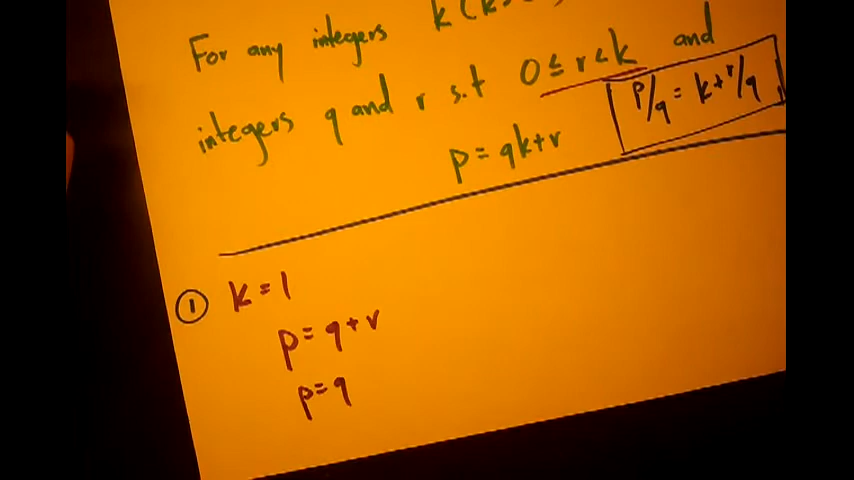 For any integers k (k>
integers q and r s.t 0 ≤ r < k and
p = qk+r
p/q = k+r/q
① k = 1
p = q + r
p = q